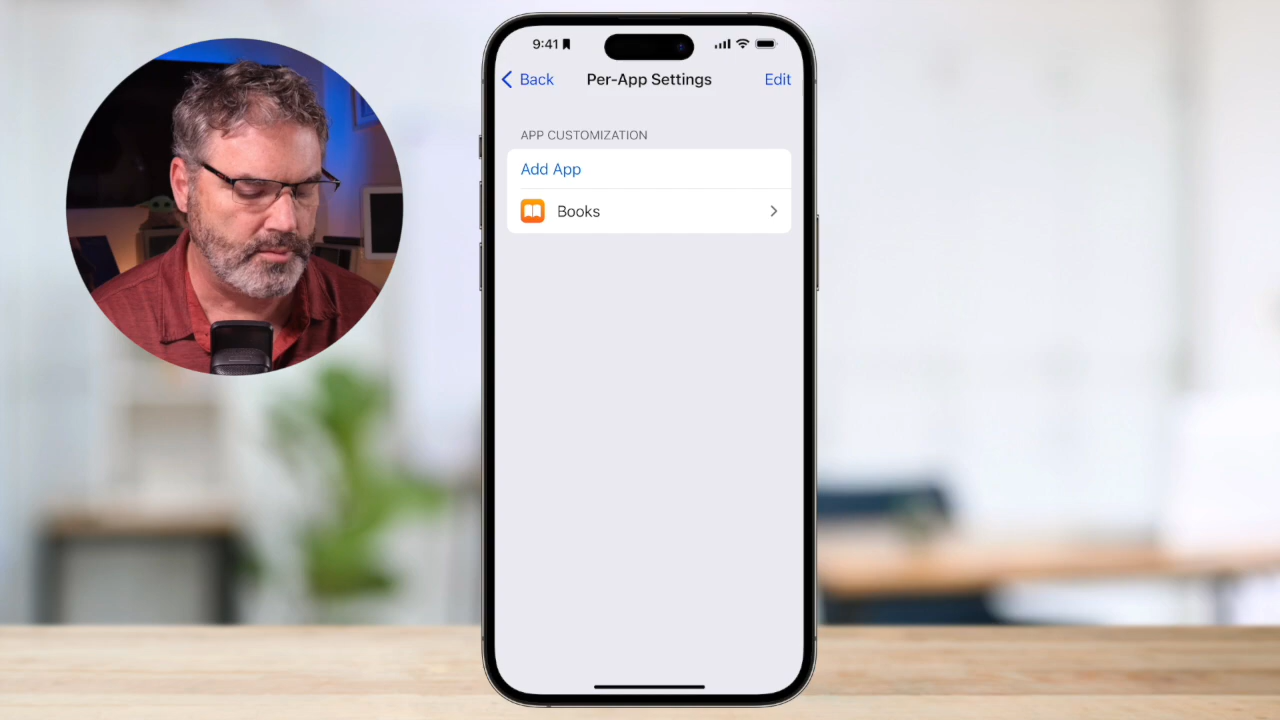 9:41
Back Per-App Settings Edit
APP CUSTOMIZATION
Add App
Books